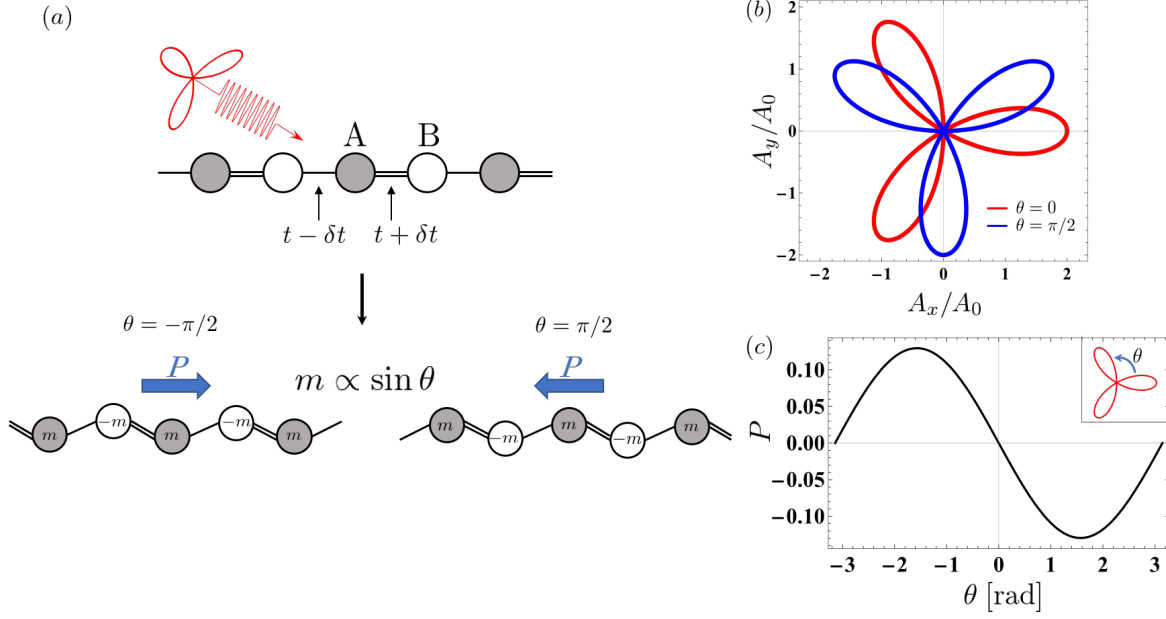 (a)
A B
t − δt t + δt
θ = −π/2 θ = π/2
P m ∝ sin θ P
m −m m −m m
m −m m −m m
(b)
A_y/A_0
2
1
0
−1
−2
θ = 0
θ = π/2
−2 −1 0 1 2
A_x/A_0
(c)
θ
P
0.10
0.05
0.00
−0.05
−0.10
−3 −2 −1 0 1 2 3
θ [rad]